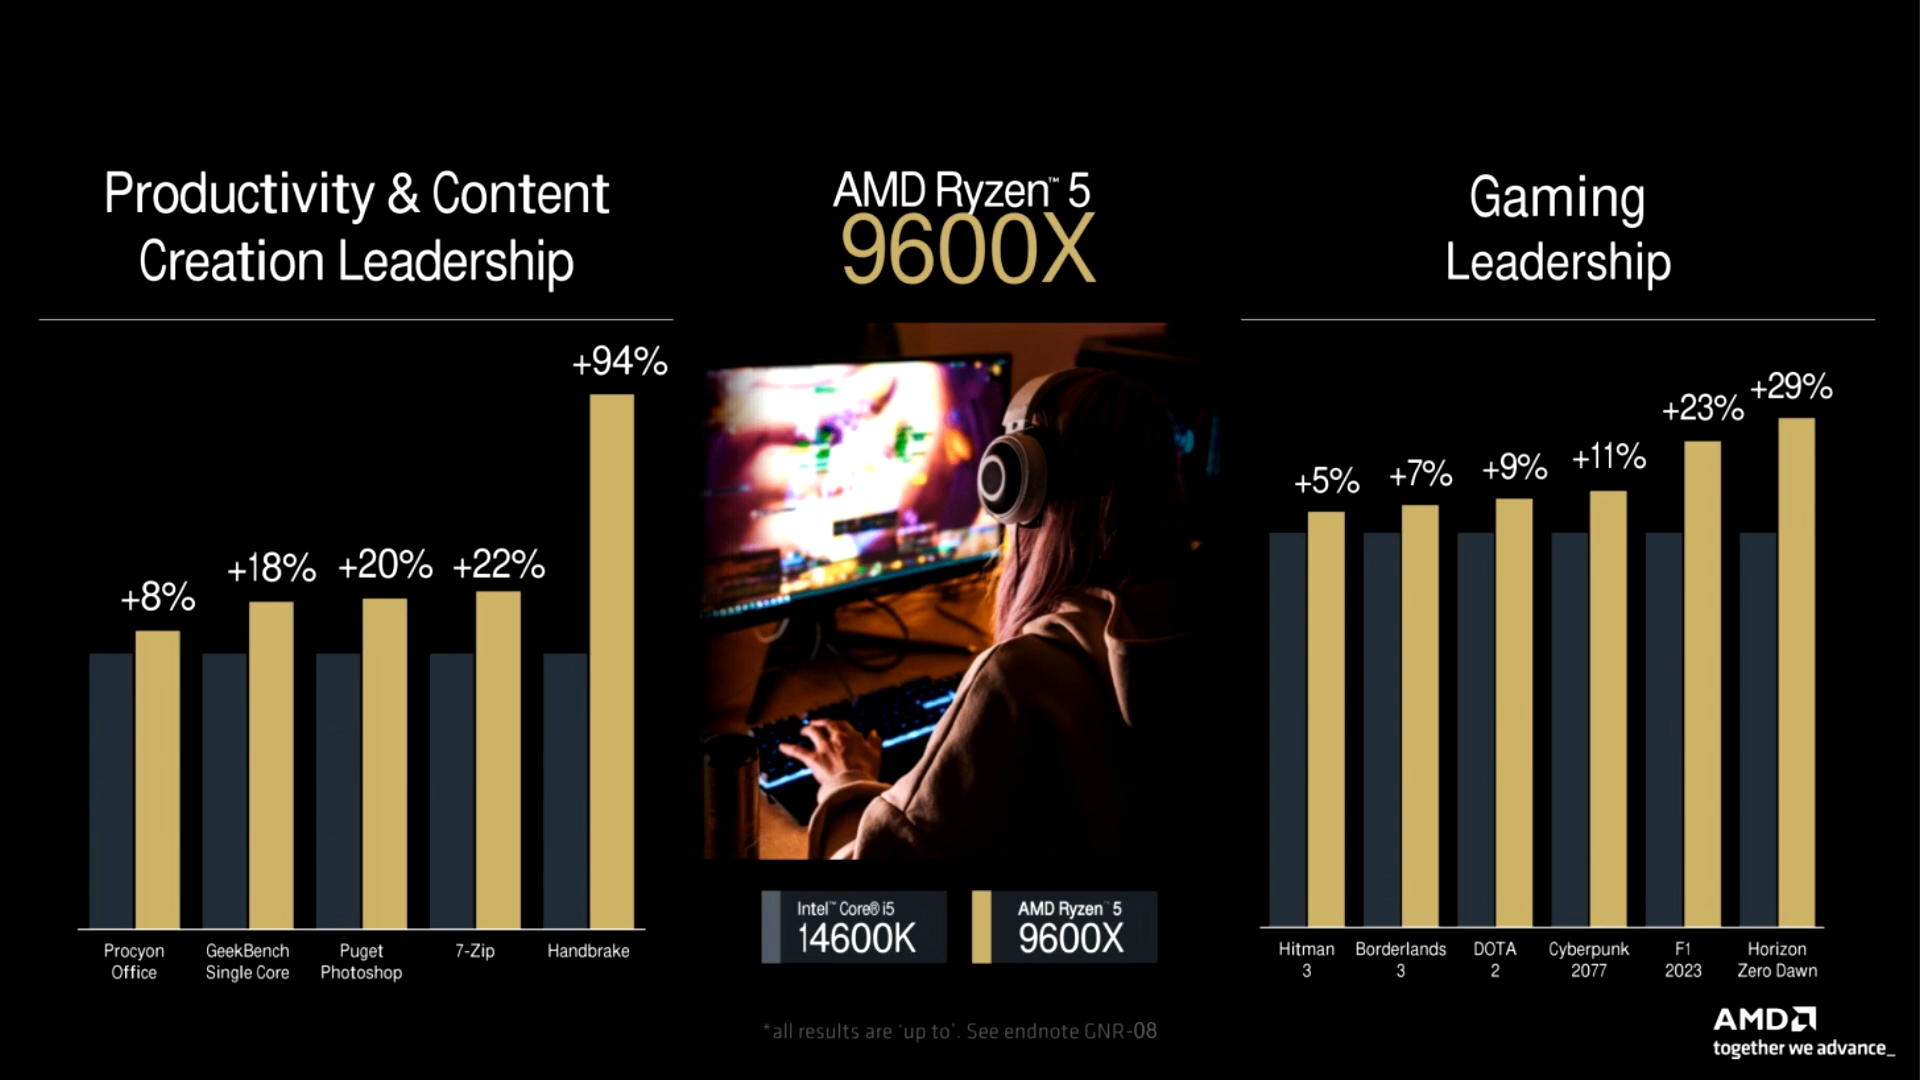 Productivity & Content
Creation Leadership
+8%
+18%
+20%
+22%
+94%
Procyon
Office
GeekBench
Single Core
Puget
Photoshop
7-Zip
Handbrake
AMD Ryzen™ 5
9600X
Intel™ Core® i5
14600K
AMD Ryzen™ 5
9600X
*all results are 'up to'. See endnote GNR-08
Gaming
Leadership
+5%
+7%
+9%
+11%
+23%
+29%
Hitman
3
Borderlands
3
DOTA
2
Cyberpunk
2077
F1
2023
Horizon
Zero Dawn
AMD
together we advance_